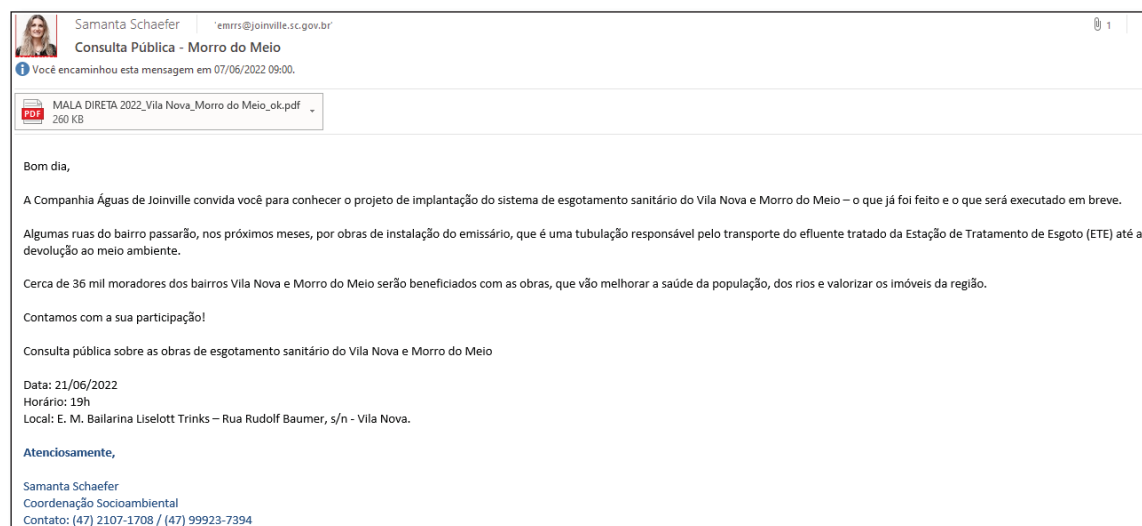 Samanta Schaefer 'emrrs@joinville.sc.gov.br' 1
Consulta Pública - Morro do Meio
Você encaminhou esta mensagem em 07/06/2022 09:00.
PDF MALA DIRETA 2022_Vila Nova_Morro do Meio_ok.pdf
260 KB
Bom dia,
A Companhia Águas de Joinville convida você para conhecer o projeto de implantação do sistema de esgotamento sanitário do Vila Nova e Morro do Meio – o que já foi feito e o que será executado em breve.
Algumas ruas do bairro passarão, nos próximos meses, por obras de instalação do emissário, que é uma tubulação responsável pelo transporte do efluente tratado da Estação de Tratamento de Esgoto (ETE) até a
devolução ao meio ambiente.
Cerca de 36 mil moradores dos bairros Vila Nova e Morro do Meio serão beneficiados com as obras, que vão melhorar a saúde da população, dos rios e valorizar os imóveis da região.
Contamos com a sua participação!
Consulta pública sobre as obras de esgotamento sanitário do Vila Nova e Morro do Meio
Data: 21/06/2022
Horário: 19h
Local: E. M. Bailarina Liselott Trinks – Rua Rudolf Baumer, s/n - Vila Nova.
Atenciosamente,
Samanta Schaefer
Coordenação Socioambiental
Contato: (47) 2107-1708 / (47) 99923-7394